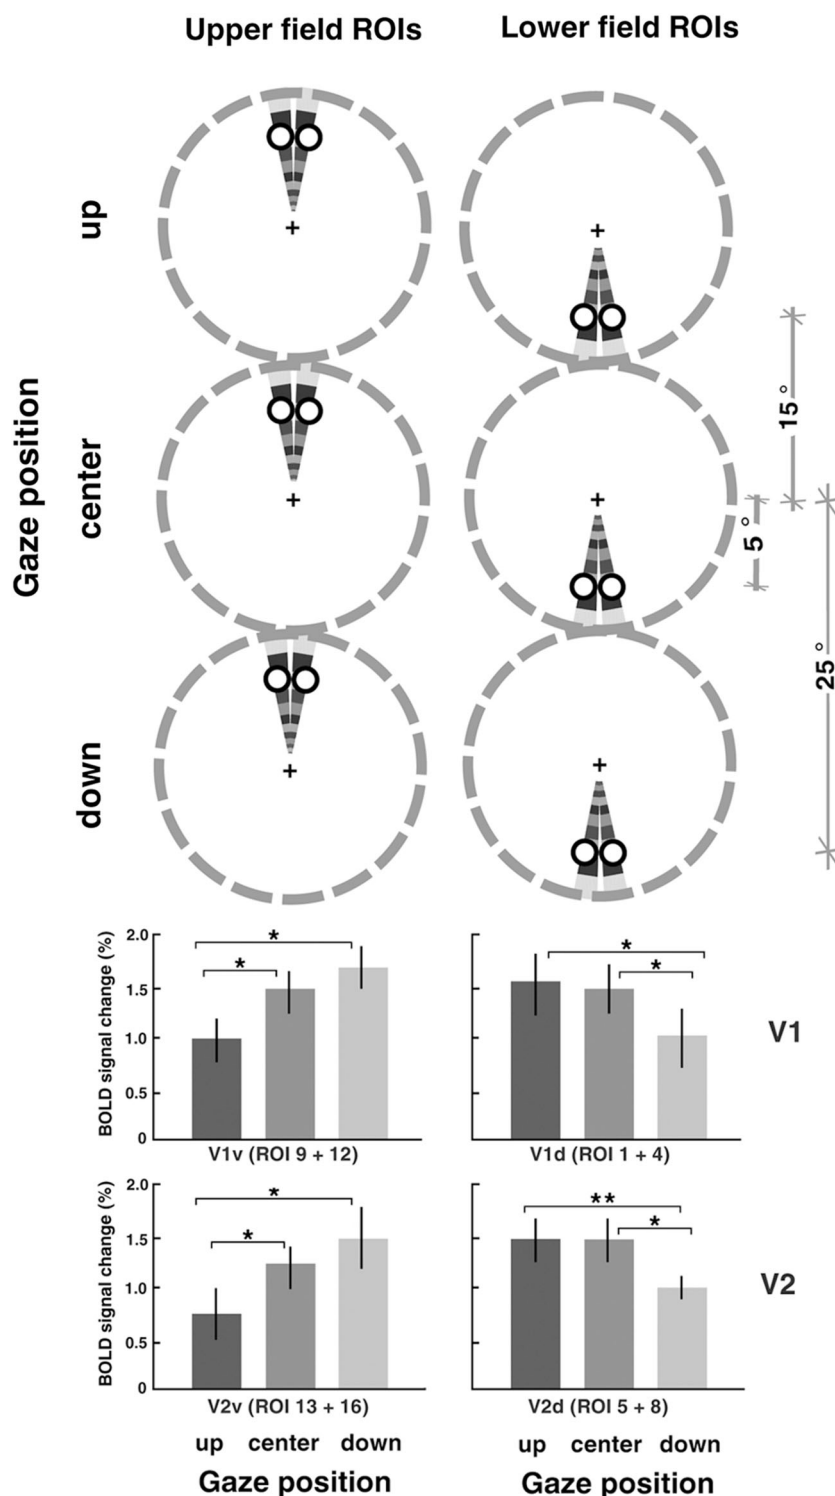 Upper field ROIs
Lower field ROIs
Gaze position
up
center
down
+
+
+
+
+
+
15°
5°
25°
BOLD signal change (%)
2.0
1.5
1.0
0.5
0
*
*
V1v (ROI 9 + 12)
*
*
V1d (ROI 1 + 4)
V1
BOLD signal change (%)
2.0
1.5
1.0
0.5
0
*
*
V2v (ROI 13 + 16)
**
*
V2d (ROI 5 + 8)
V2
up center down
Gaze position
up center down
Gaze position